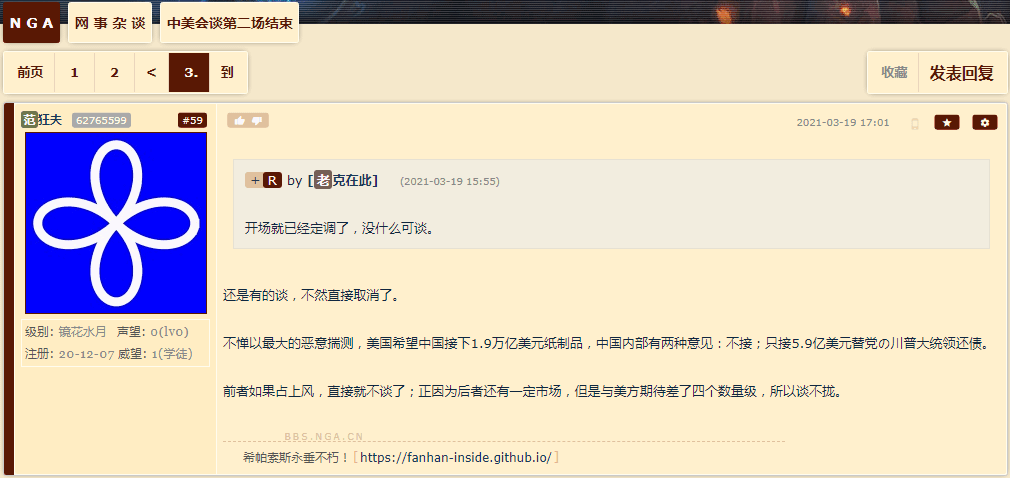 NGA 网事杂谈 中美会谈第二场结束
前页 1 2 < 3. 到 收藏 发表回复
范狂夫 62765599 #59 2021-03-19 17:01
+ R by [老克在此] (2021-03-19 15:55)
开场就已经定调了，没什么可谈。
还是有的谈，不然直接取消了。
级别: 镜花水月 声望: 0(lv0)
注册: 20-12-07 威望: 1(学徒)
不惮以最大的恶意揣测，美国希望中国接下1.9万亿美元纸制品，中国内部有两种意见：不接；只接5.9亿美元替党の川普大统领还债。
前者如果占上风，直接就不谈了；正因为后者还有一定市场，但是与美方期待差了四个数量级，所以谈不拢。
BBS.NGA.CN
希帕索斯永垂不朽！[https://fanhan-inside.github.io/]